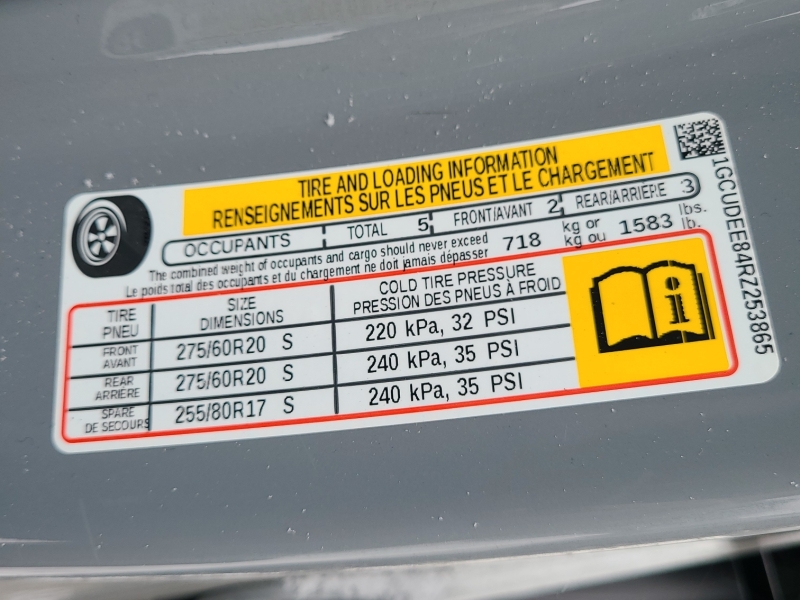 TIRE AND LOADING INFORMATION
RENSEIGNEMENTS SUR LES PNEUS ET LE CHARGEMENT
OCCUPANTS TOTAL 5 FRONT/AVANT 2 REAR/ARRIERE 3
The combined weight of occupants and cargo should never exceed
Le poids total des occupants et du chargement ne doit jamais dépasser
718 kg or kg ou 1583 lbs. lb.
TIRE PNEU
SIZE DIMENSIONS
COLD TIRE PRESSURE
PRESSION DES PNEUS À FROID
FRONT AVANT 275/60R20 S 220 kPa, 32 PSI
REAR ARRIÈRE 275/60R20 S 240 kPa, 35 PSI
SPARE DE SECOURS 255/80R17 S 240 kPa, 35 PSI
i
1GCUDEE84RZ253865